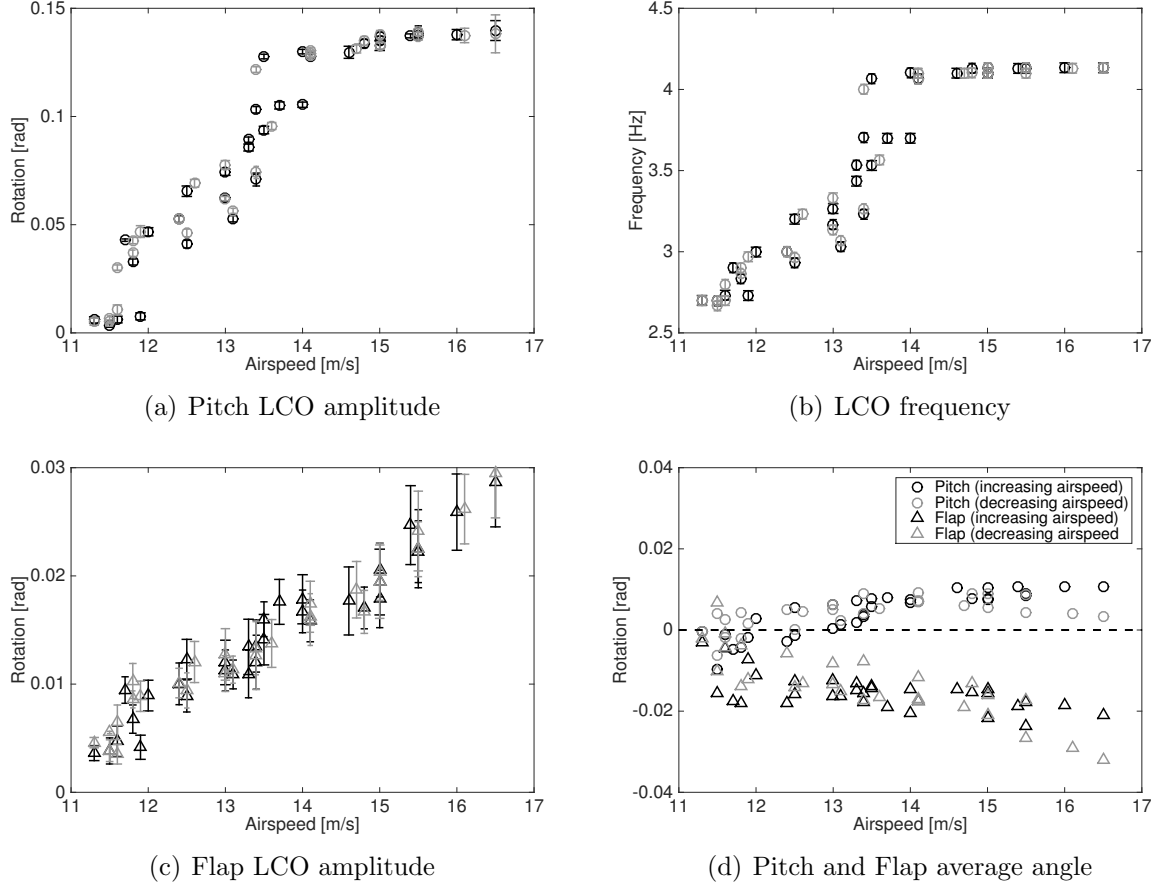 0.15
0.1
0.05
0
Rotation [rad]
11 12 13 14 15 16 17
Airspeed [m/s]
(a) Pitch LCO amplitude
4.5
4
3.5
3
2.5
Frequency [Hz]
11 12 13 14 15 16 17
Airspeed [m/s]
(b) LCO frequency
0.03
0.02
0.01
0
Rotation [rad]
11 12 13 14 15 16 17
Airspeed [m/s]
(c) Flap LCO amplitude
0.04
0.02
0
-0.02
-0.04
Rotation [rad]
Pitch (increasing airspeed)
Pitch (decreasing airspeed)
Flap (increasing airspeed)
Flap (decreasing airspeed
11 12 13 14 15 16 17
Airspeed [m/s]
(d) Pitch and Flap average angle